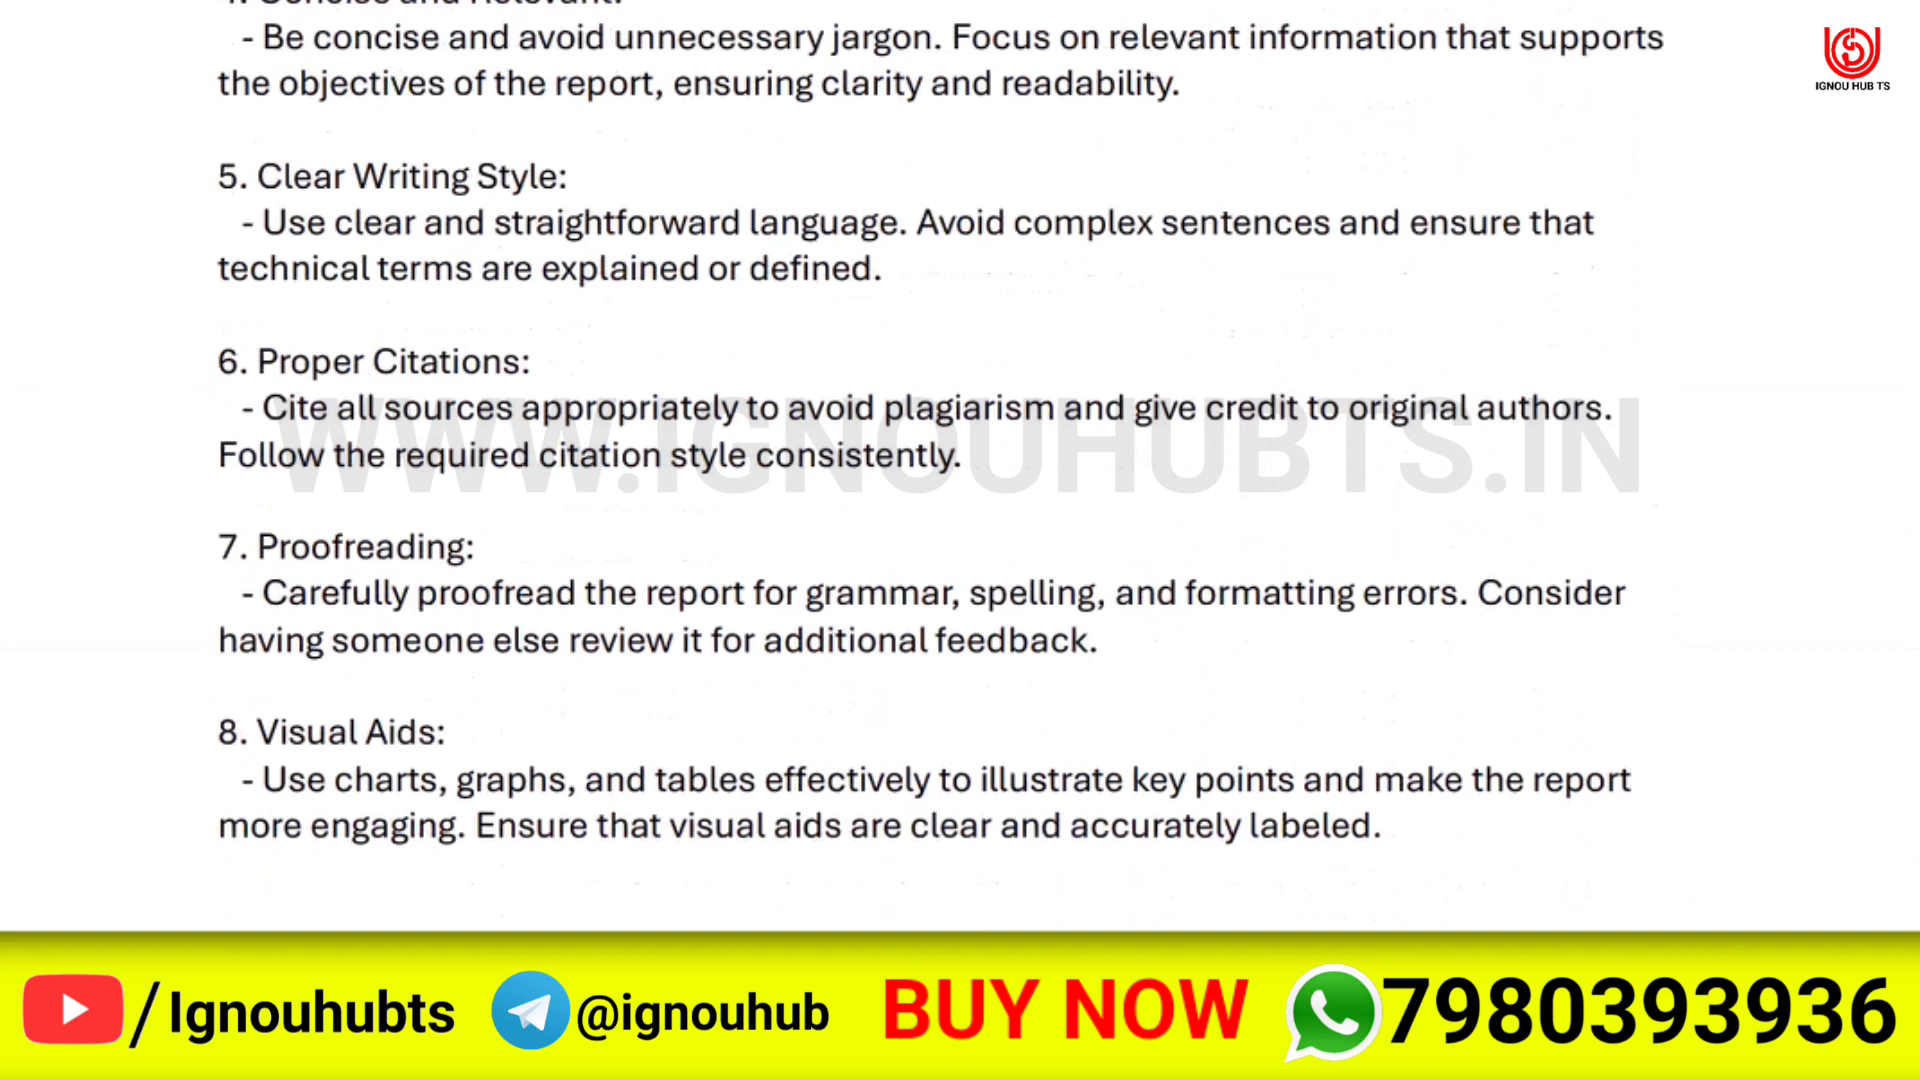 4. Concise and Relevant:
- Be concise and avoid unnecessary jargon. Focus on relevant information that supports
the objectives of the report, ensuring clarity and readability.
IGNOU HUB TS
5. Clear Writing Style:
- Use clear and straightforward language. Avoid complex sentences and ensure that
technical terms are explained or defined.
6. Proper Citations:
- Cite all sources appropriately to avoid plagiarism and give credit to original authors.
Follow the required citation style consistently.
WWW.IGNOUHUBTS.IN
7. Proofreading:
- Carefully proofread the report for grammar, spelling, and formatting errors. Consider
having someone else review it for additional feedback.
8. Visual Aids:
- Use charts, graphs, and tables effectively to illustrate key points and make the report
more engaging. Ensure that visual aids are clear and accurately labeled.
/Ignouhubts @ignouhub BUY NOW 7980393936